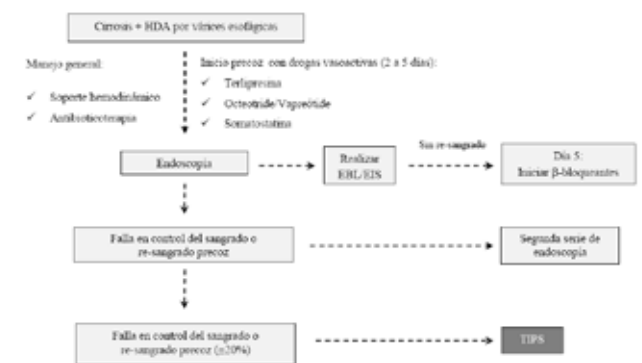 Cirrosis + HDA por várices esofágicas
Manejo general:
✓ Soporte hemodinámico
✓ Antibioticoterapia
Inicio precoz con drogas vasoactivas (2 a 5 días):
✓ Terlipresina
✓ Octeotride/Vapreótide
✓ Somatostatina
Endoscopia
Realizar
EBL/EIS
Sin re-sangrado
Día 5:
Iniciar β-bloqueantes
Falla en control del sangrado o
re-sangrado precoz
Segunda serie de
endoscopia
Falla en control del sangrado o
re-sangrado precoz (±20%)
TIPS